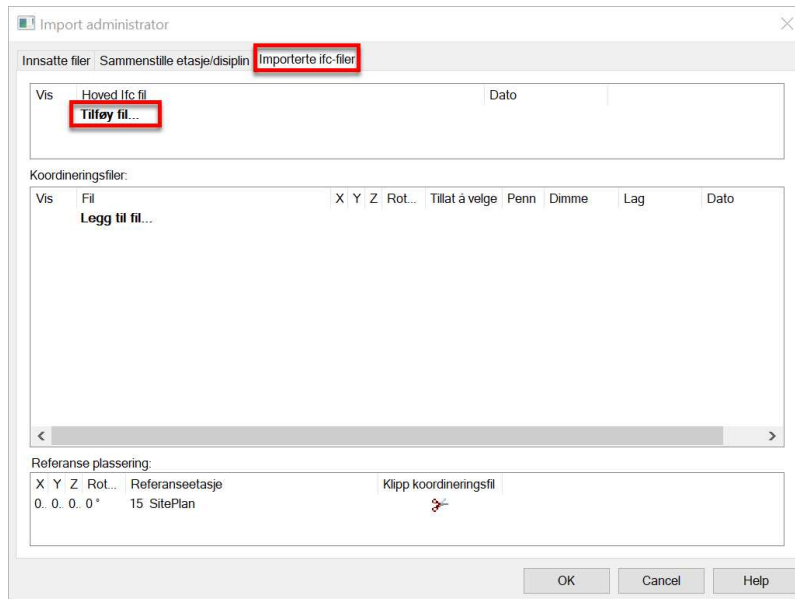 Import administrator
Innsatte filer Sammenstille etasje/disiplin Importerte ifc-filer
Vis Hoved Ifc fil Dato
Tilføy fil...
Koordineringsfiler:
Vis Fil X Y Z Rot... Tillat å velge Penn Dimme Lag Dato
Legg til fil...
Referanse plassering:
X Y Z Rot... Referanseetasje Klipp koordineringsfil
0.. 0.. 0.. 0 ° 15 SitePlan
OK Cancel Help